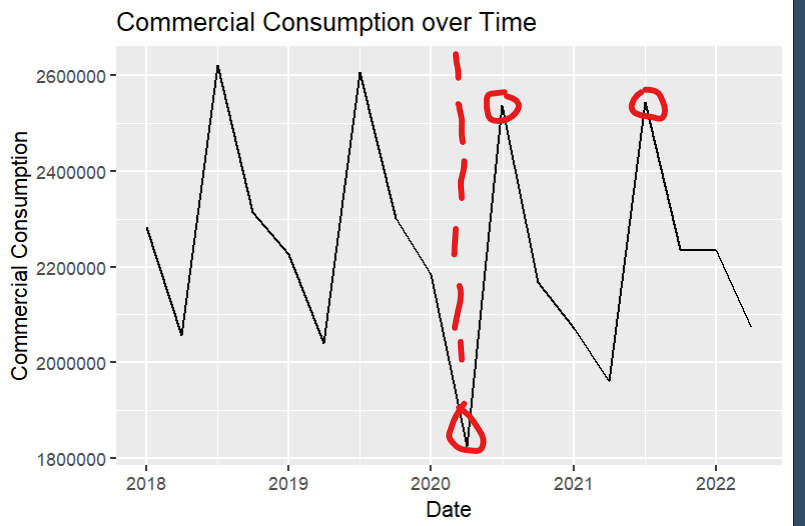 Commercial Consumption over Time
Commercial Consumption
2600000
2400000
2200000
2000000
1800000
2018 2019 2020 2021 2022
Date